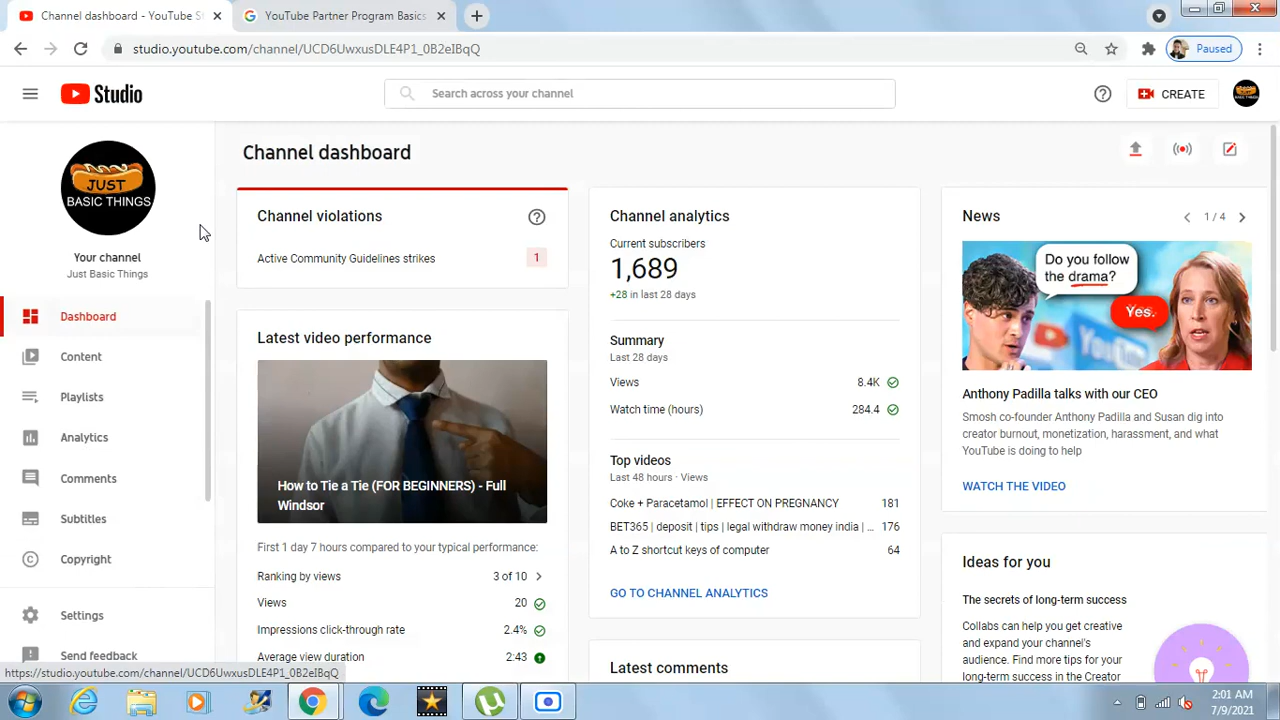 Channel dashboard - YouTube St
YouTube Partner Program Basics
studio.youtube.com/channel/UCD6UwxusDLE4P1_0B2eIBqQ
Paused
Studio
Search across your channel
CREATE
JUST
BASIC THINGS
Your channel
Just Basic Things
Dashboard
Content
Playlists
Analytics
Comments
Subtitles
Copyright
Settings
Send feedback
Channel dashboard
Channel violations
Active Community Guidelines strikes
1
Latest video performance
How to Tie a Tie (FOR BEGINNERS) - Full
Windsor
First 1 day 7 hours compared to your typical performance:
Ranking by views
3 of 10
Views
20
Impressions click-through rate
2.4%
Average view duration
2:43
Channel analytics
Current subscribers
1,689
+28 in last 28 days
Summary
Last 28 days
Views
8.4K
Watch time (hours)
284.4
Top videos
Last 48 hours · Views
Coke + Paracetamol | EFFECT ON PREGNANCY
181
BET365 | deposit | tips | legal withdraw money india | ...
176
A to Z shortcut keys of computer
64
GO TO CHANNEL ANALYTICS
Latest comments
News
1 / 4
Do you follow
the drama?
Yes.
Anthony Padilla talks with our CEO
Smosh co-founder Anthony Padilla and Susan dig into
creator burnout, monetization, harassment, and what
YouTube is doing to help
WATCH THE VIDEO
Ideas for you
The secrets of long-term success
Collabs can help you get creative
and expand your channel's
audience. Find more tips for your
long-term success in the Creator
https://studio.youtube.com/channel/UCD6UwxusDLE4P1_0B2eIBqQ
2:01 AM
7/9/2021